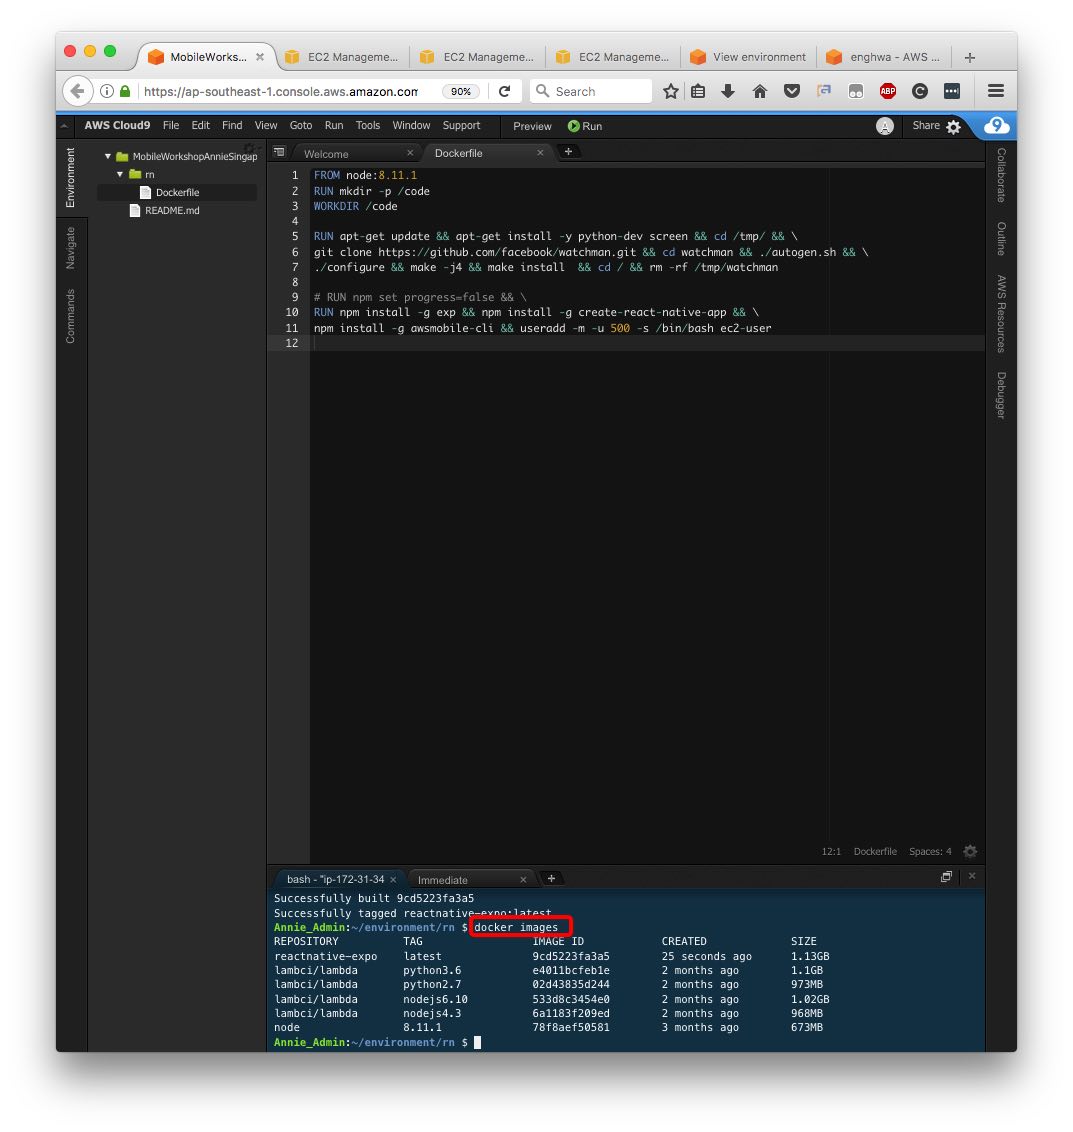 MobileWorks... × EC2 Manageme... EC2 Manageme... EC2 Manageme... View environment enghwa - AWS ... +
https://ap-southeast-1.console.aws.amazon.com 90% Search ABP C
AWS Cloud9 File Edit Find View Goto Run Tools Window Support Preview Run Share 9
Environment
Navigate
Commands
MobileWorkshopAnnieSingap
rn
Dockerfile
README.md
Welcome × Dockerfile × +
1 FROM node:8.11.1
2 RUN mkdir -p /code
3 WORKDIR /code
4
5 RUN apt-get update && apt-get install -y python-dev screen && cd /tmp/ && \
6 git clone https://github.com/facebook/watchman.git && cd watchman && ./autogen.sh && \
7 ./configure && make -j4 && make install  && cd / && rm -rf /tmp/watchman
8
9 # RUN npm set progress=false && \
10 RUN npm install -g exp && npm install -g create-react-native-app && \
11 npm install -g awsmobile-cli && useradd -m -u 500 -s /bin/bash ec2-user
12
12:1 Dockerfile Spaces: 4
Collaborate
Outline
AWS Resources
Debugger
bash - "ip-172-31-34 × Immediate × +
Successfully built 9cd5223fa3a5
Successfully tagged reactnative-expo:latest
Annie_Admin:~/environment/rn $ docker images
REPOSITORY TAG IMAGE ID CREATED SIZE
reactnative-expo latest 9cd5223fa3a5 25 seconds ago 1.13GB
lambci/lambda python3.6 e4011bcfeb1e 2 months ago 1.1GB
lambci/lambda python2.7 02d43835d244 2 months ago 973MB
lambci/lambda nodejs6.10 533d8c3454e0 2 months ago 1.02GB
lambci/lambda nodejs4.3 6a1183f209ed 2 months ago 968MB
node 8.11.1 78f8aef50581 3 months ago 673MB
Annie_Admin:~/environment/rn $